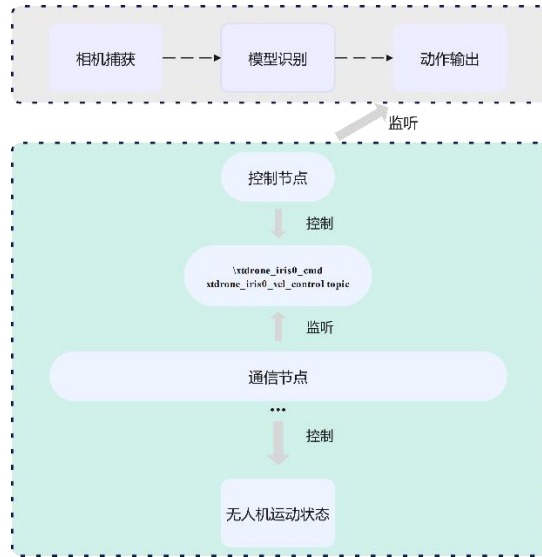 相机捕获
模型识别
动作输出
监听
控制节点
控制
\xtdrone_iris0_cmd
xtdrone_iris0_vel_control topic
监听
通信节点
...
控制
无人机运动状态